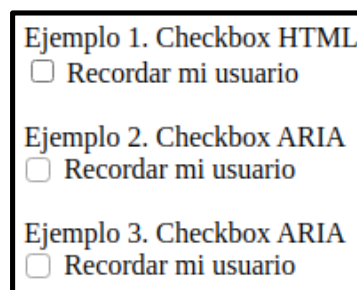 Ejemplo 1. Checkbox HTML
Recordar mi usuario
Ejemplo 2. Checkbox ARIA
Recordar mi usuario
Ejemplo 3. Checkbox ARIA
Recordar mi usuario